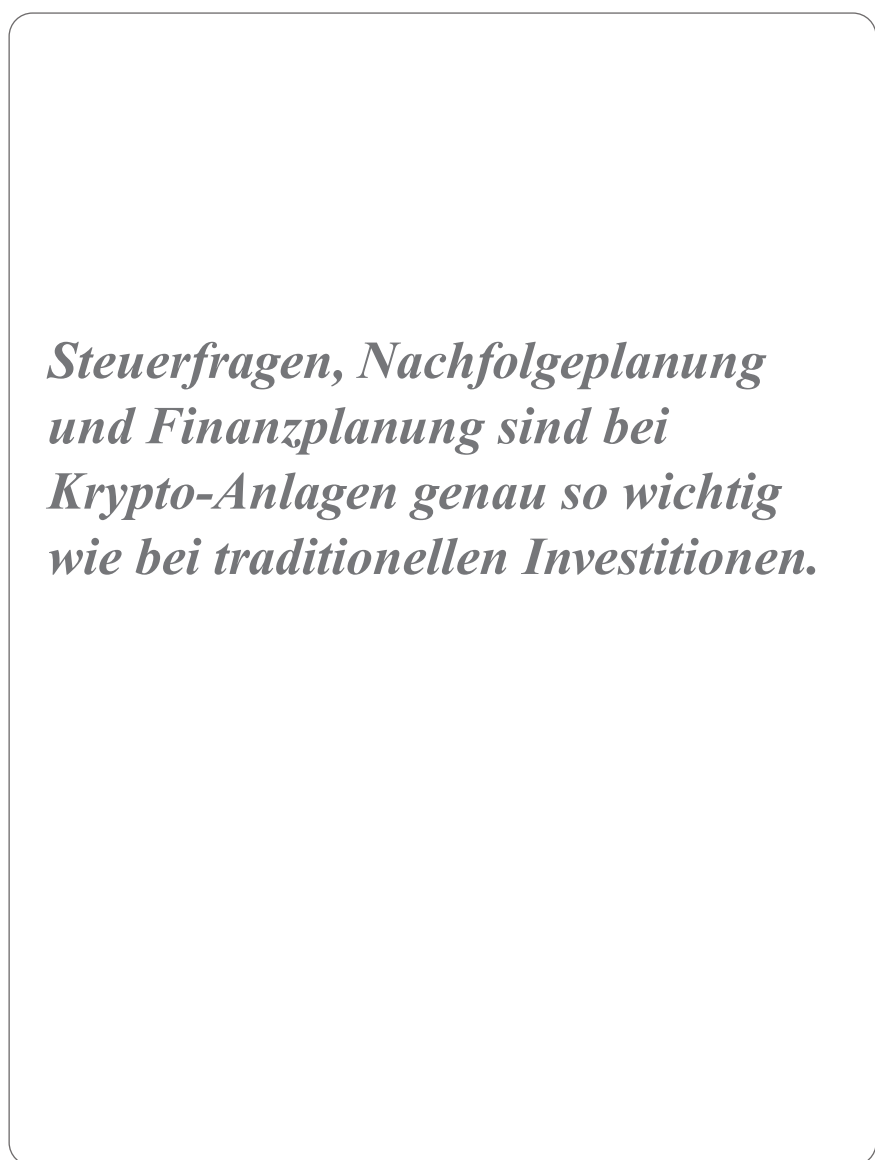 Steuerfragen, Nachfolgeplanung
und Finanzplanung sind bei
Krypto-Anlagen genau so wichtig
wie bei traditionellen Investitionen.